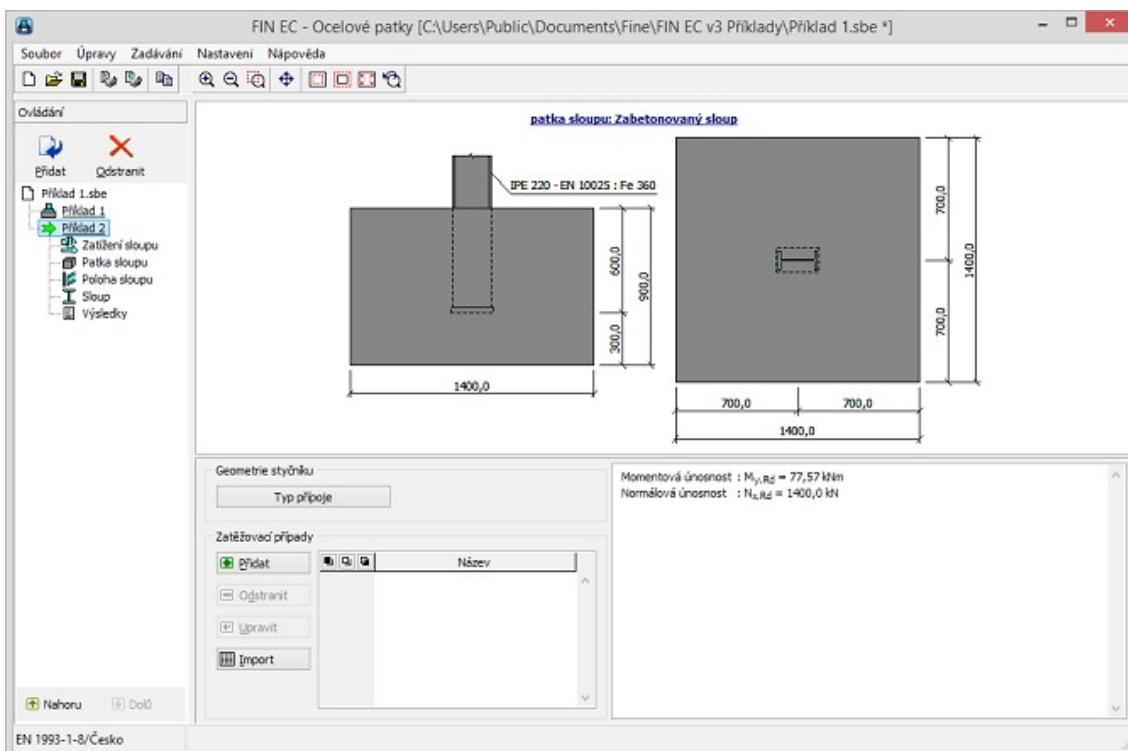 FIN EC - Ocelové patky [C:\Users\Public\Documents\Fine\FIN EC v3 Příklady\Příklad 1.sbe *]
Soubor Úpravy Zadávání Nastavení Nápověda
Ovládání
Přidat Odstranit
Příklad 1.sbe
Příklad 1
Příklad 2
Zatížení sloupu
Patka sloupu
Poloha sloupu
Sloup
Výsledky
Nahoru Dolů
patka sloupu: Zabetonovaný sloup
IPE 220 - EN 10025 : Fe 360
600,0
900,0
300,0
1400,0
700,0
1400,0
700,0
700,0 700,0
1400,0
Geometrie styčníku
Typ přípoje
Zatěžovací případy
Přidat
Odstranit
Upravit
Import
Název
Momentová únosnost : My,Rd = 77,57 kNm
Normálová únosnost : Nx,Rd = 1400,0 kN
EN 1993-1-8/Česko